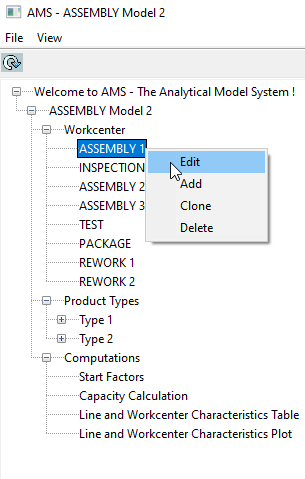 AMS - ASSEMBLY Model 2
File View
Welcome to AMS - The Analytical Model System !
ASSEMBLY Model 2
Workcenter
ASSEMBLY 1
INSPECTION
ASSEMBLY 2
ASSEMBLY 3
TEST
PACKAGE
REWORK 1
REWORK 2
Edit
Add
Clone
Delete
Product Types
Type 1
Type 2
Computations
Start Factors
Capacity Calculation
Line and Workcenter Characteristics Table
Line and Workcenter Characteristics Plot